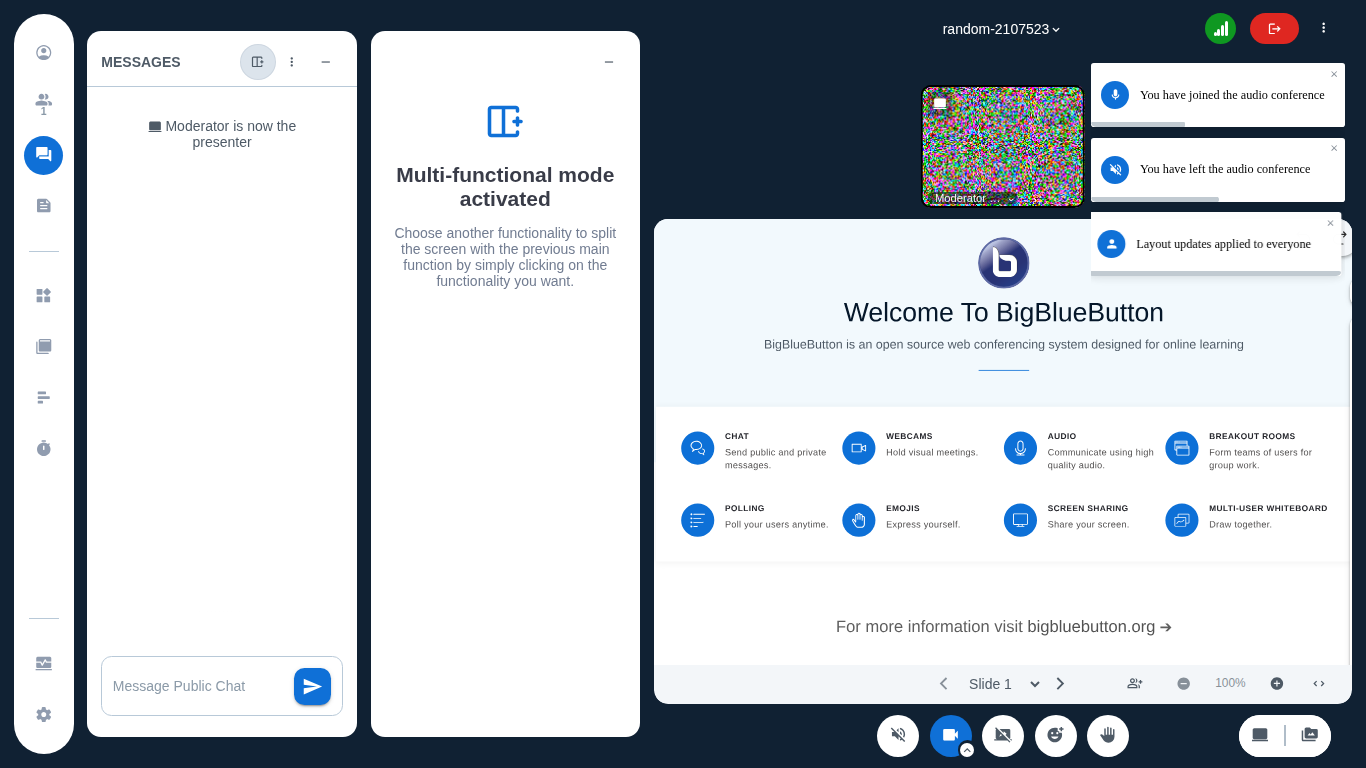 random-2107523
MESSAGES
1
Moderator is now the
presenter
Message Public Chat
Multi-functional mode
activated
Choose another functionality to split
the screen with the previous main
function by simply clicking on the
functionality you want.
Moderator ...
You have joined the audio conference
You have left the audio conference
Layout updates applied to everyone
Welcome To BigBlueButton
BigBlueButton is an open source web conferencing system designed for online learning
CHAT
Send public and private
messages.
WEBCAMS
Hold visual meetings.
AUDIO
Communicate using high
quality audio.
BREAKOUT ROOMS
Form teams of users for
group work.
POLLING
Poll your users anytime.
EMOJIS
Express yourself.
SCREEN SHARING
Share your screen.
MULTI-USER WHITEBOARD
Draw together.
For more information visit bigbluebutton.org →
Slide 1
100%